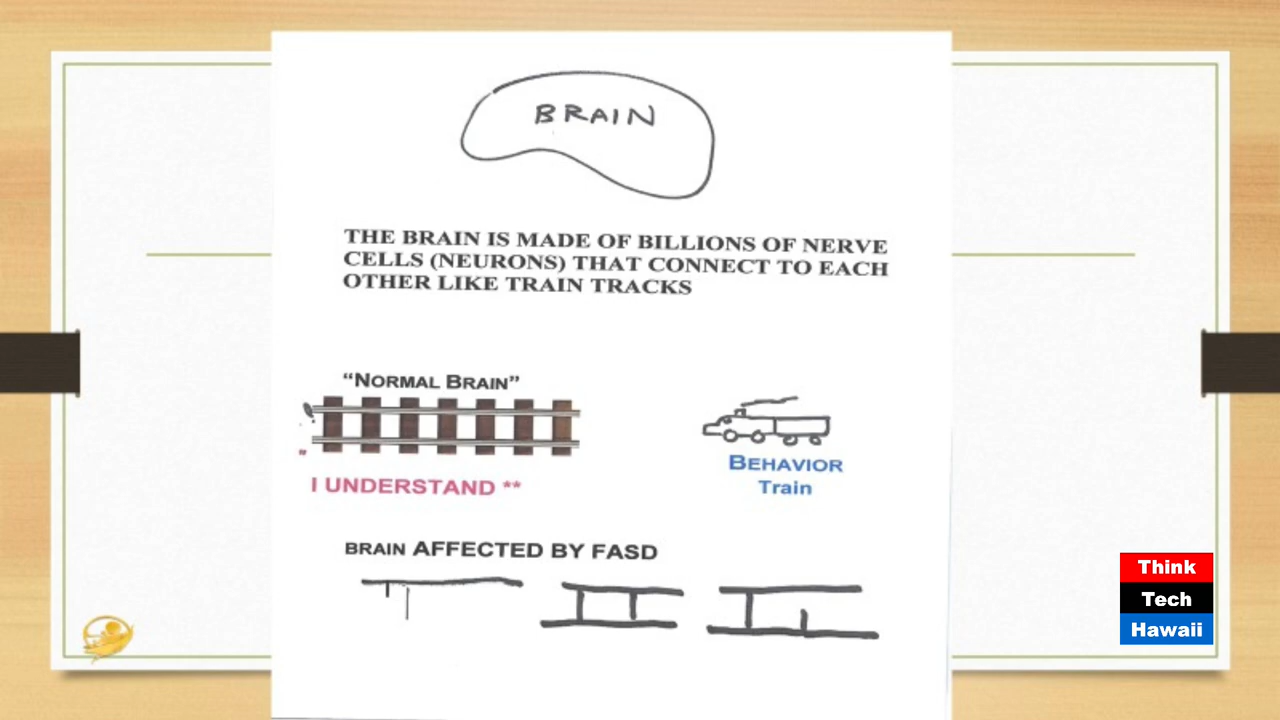 BRAIN
THE BRAIN IS MADE OF BILLIONS OF NERVE
CELLS (NEURONS) THAT CONNECT TO EACH
OTHER LIKE TRAIN TRACKS
“NORMAL BRAIN”
"
I UNDERSTAND **
BEHAVIOR
Train
BRAIN AFFECTED BY FASD
Think
Tech
Hawaii